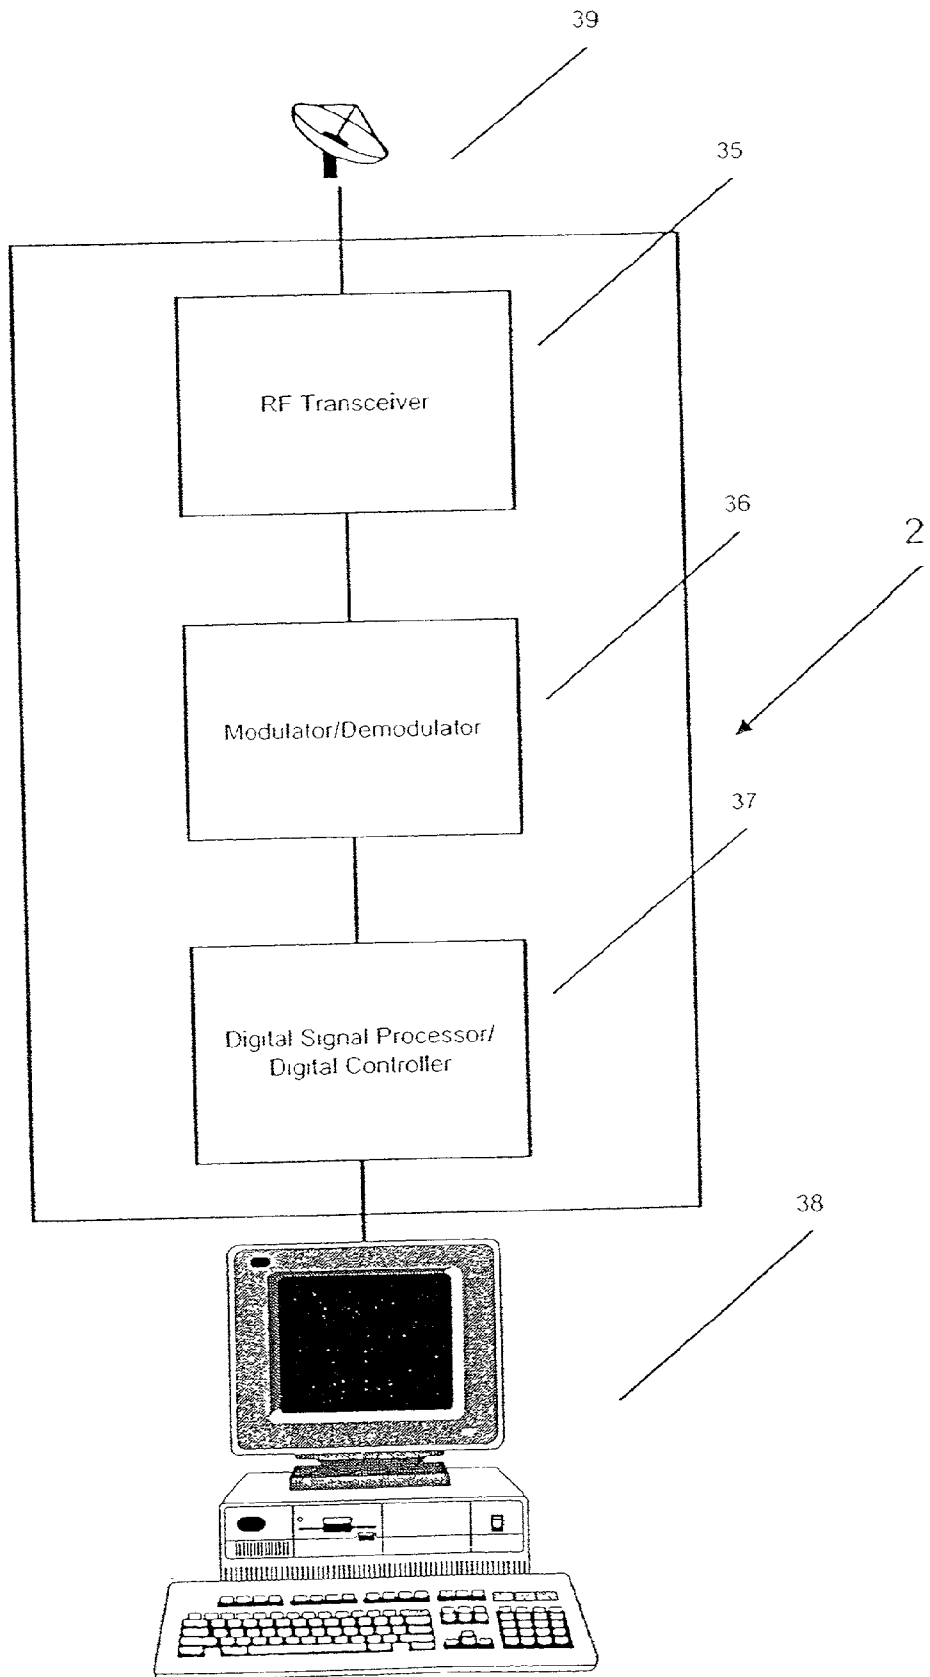 39
35
RF Transceiver
36
2
Modulator/Demodulator
37
Digital Signal Processor/
Digital Controller
38